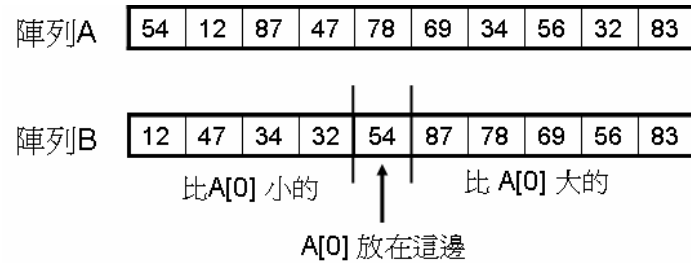 陣列A 54 12 87 47 78 69 34 56 32 83
陣列B 12 47 34 32 54 87 78 69 56 83
比A[0] 小的 比 A[0] 大的
A[0] 放在這邊